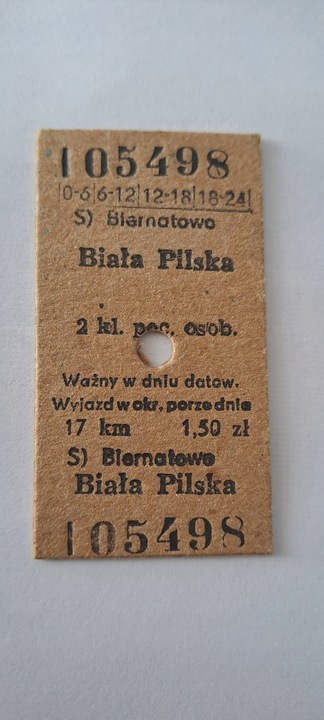 105498
|0-6|6-12|12-18|18-24|
S) Biernatowo
Biała Pilska
2 kl. poc. osob.
Ważny w dniu datow.
Wyjazd w okr. porze dnia
17 km 1,50 zł
S) Biernatowo
Biała Pilska
105498